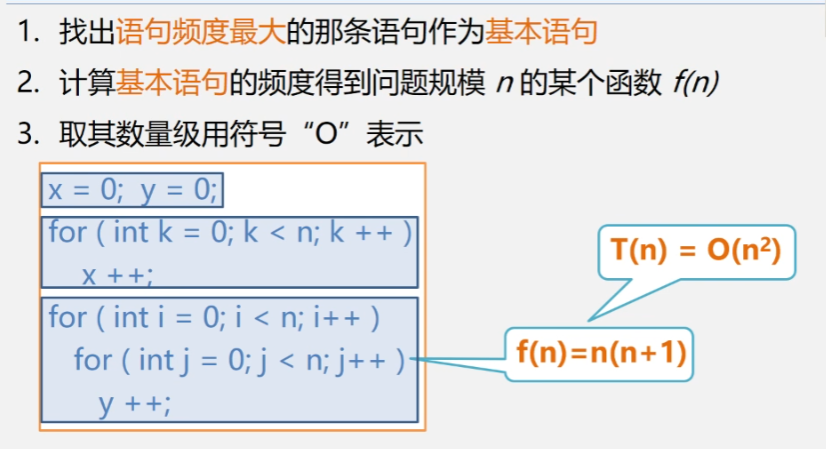 1. 找出语句频度最大的那条语句作为基本语句
2. 计算基本语句的频度得到问题规模 n 的某个函数 f(n)
3. 取其数量级用符号“O”表示
x = 0; y = 0;
for ( int k = 0; k < n; k ++ )
x ++;
for ( int i = 0; i < n; i++ )
for ( int j = 0; j < n; j++ )
y ++;
T(n) = O(n²)
f(n)=n(n+1)